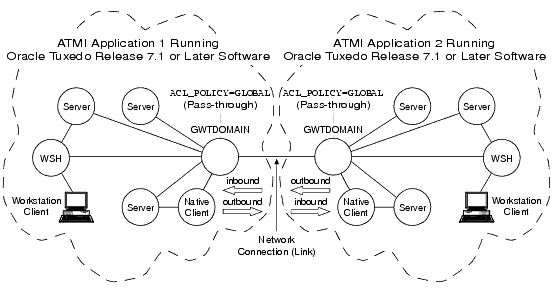 ATMI Application 1 Running
Oracle Tuxedo Release 7.1 or Later Software
ATMI Application 2 Running
Oracle Tuxedo Release 7.1 or Later Software
ACL_POLICY=GLOBAL
(Pass-through)
ACL_POLICY=GLOBAL
(Pass-through)
Server
Server
GWTDOMAIN
GWTDOMAIN
Server
Server
WSH
WSH
inbound
outbound
outbound
inbound
Workstation
Client
Server
Native
Client
Native
Client
Server
Workstation
Client
Network
Connection (Link)